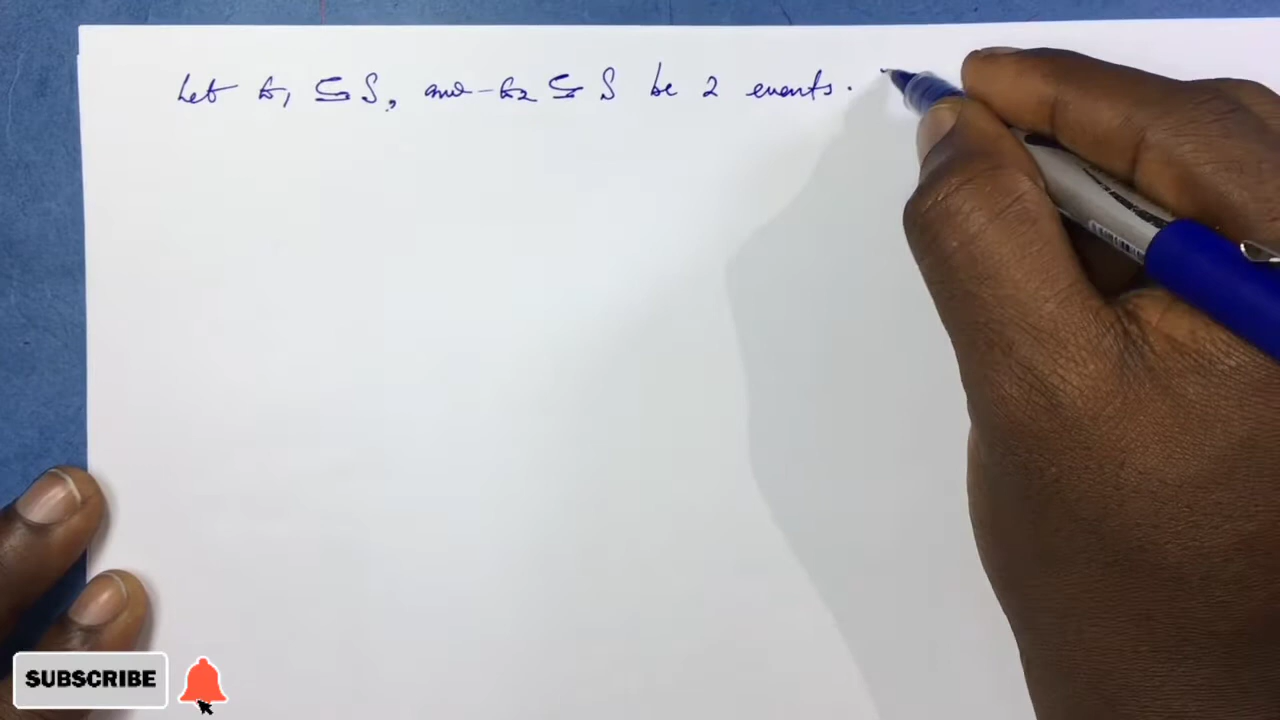 Let E₁ ⊆ S, and E₂ ⊆ S be 2 events.
SUBSCRIBE